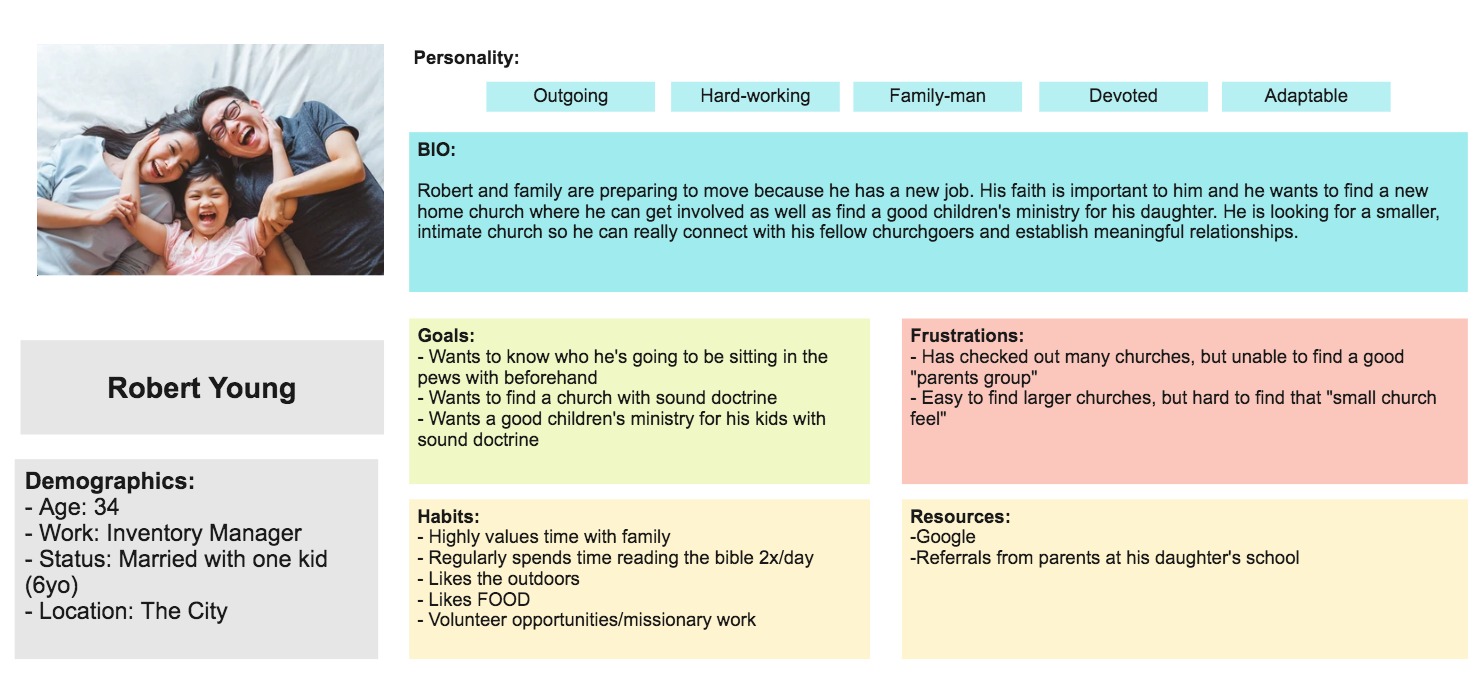 Personality:
Outgoing
Hard-working
Family-man
Devoted
Adaptable
BIO:
Robert and family are preparing to move because he has a new job. His faith is important to him and he wants to find a new
home church where he can get involved as well as find a good children's ministry for his daughter. He is looking for a smaller,
intimate church so he can really connect with his fellow churchgoers and establish meaningful relationships.
Robert Young
Demographics:
- Age: 34
- Work: Inventory Manager
- Status: Married with one kid
(6yo)
- Location: The City
Goals:
- Wants to know who he's going to be sitting in the
pews with beforehand
- Wants to find a church with sound doctrine
- Wants a good children's ministry for his kids with
sound doctrine
Frustrations:
- Has checked out many churches, but unable to find a good
"parents group"
- Easy to find larger churches, but hard to find that "small church
feel"
Habits:
- Highly values time with family
- Regularly spends time reading the bible 2x/day
- Likes the outdoors
- Likes FOOD
- Volunteer opportunities/missionary work
Resources:
-Google
-Referrals from parents at his daughter's school